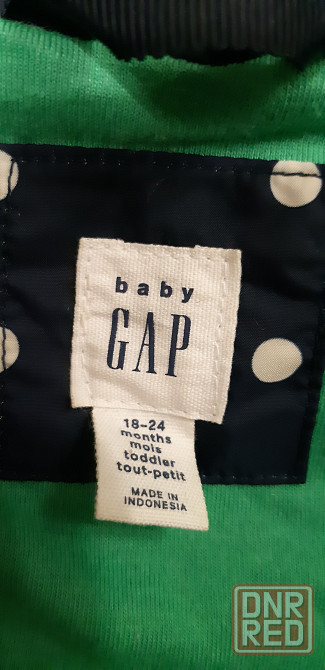 baby
GAP
18-24
months
mois
toddler
tout-petit
MADE IN
INDONESIA
DNR
RED